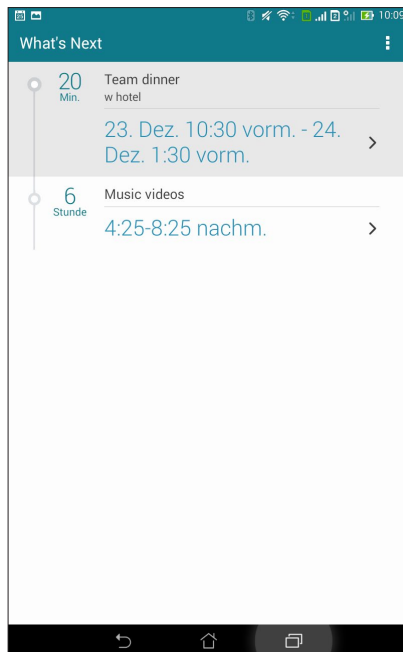 10:09
What's Next
20
Min.
Team dinner
w hotel
23. Dez. 10:30 vorm. - 24.
Dez. 1:30 vorm.
6
Stunde
Music videos
4:25-8:25 nachm.